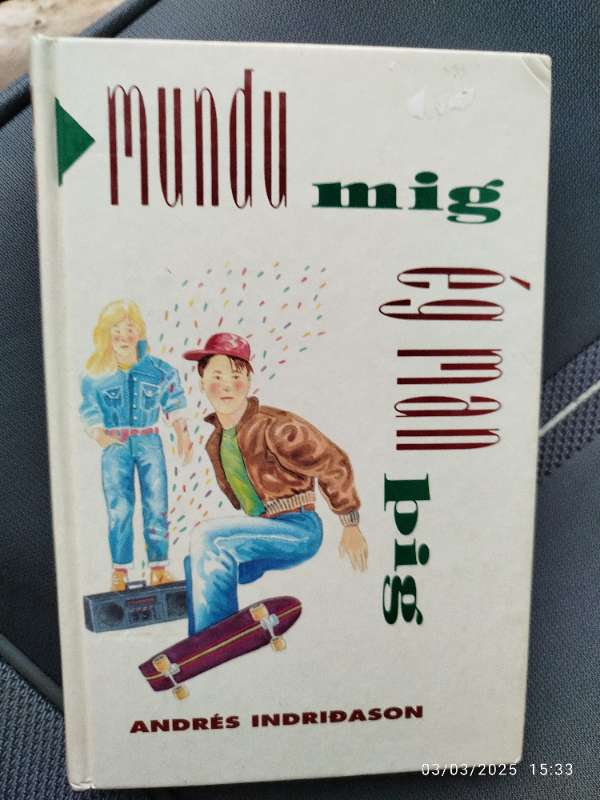 mundu
mig
ég man
þig
ANDRÉS INDRIÐASON
03/03/2025 15:33